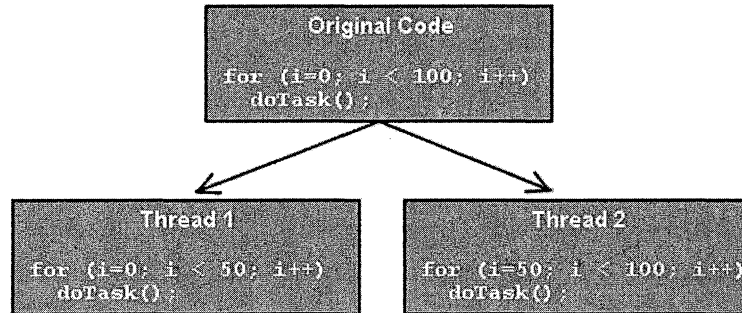 Original Code
for (i=0; i < 100; i++)
doTask();
Thread 1
for (i=0; i < 50; i++)
doTask();
Thread 2
for (i=50; i < 100; i++)
doTask();